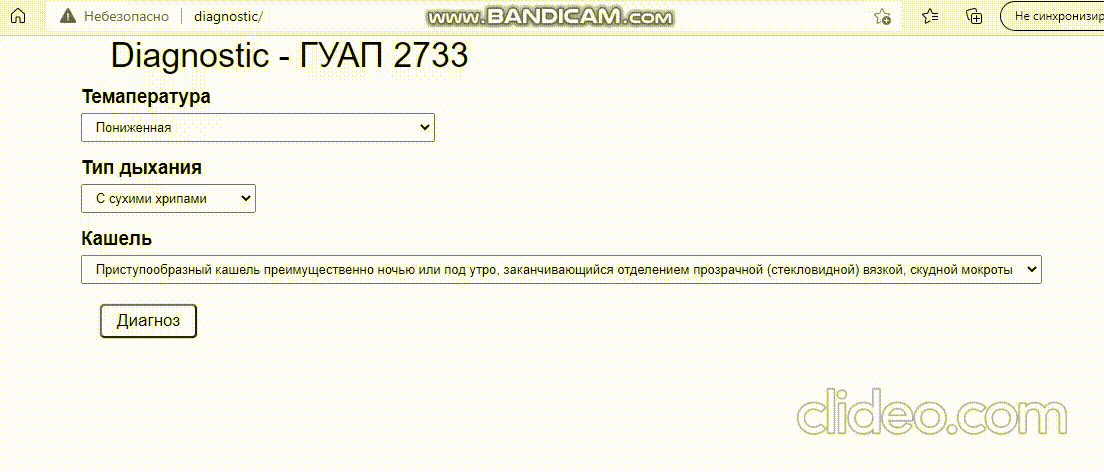 Небезопасно diagnostic/ www.BANDICAM.com Не синхронизир
Diagnostic - ГУАП 2733
Темапература
Пониженная
Тип дыхания
С сухими хрипами
Кашель
Приступообразный кашель преимущественно ночью или под утро, заканчивающийся отделением прозрачной (стекловидной) вязкой, скудной мокроты
Диагноз
clideo.com